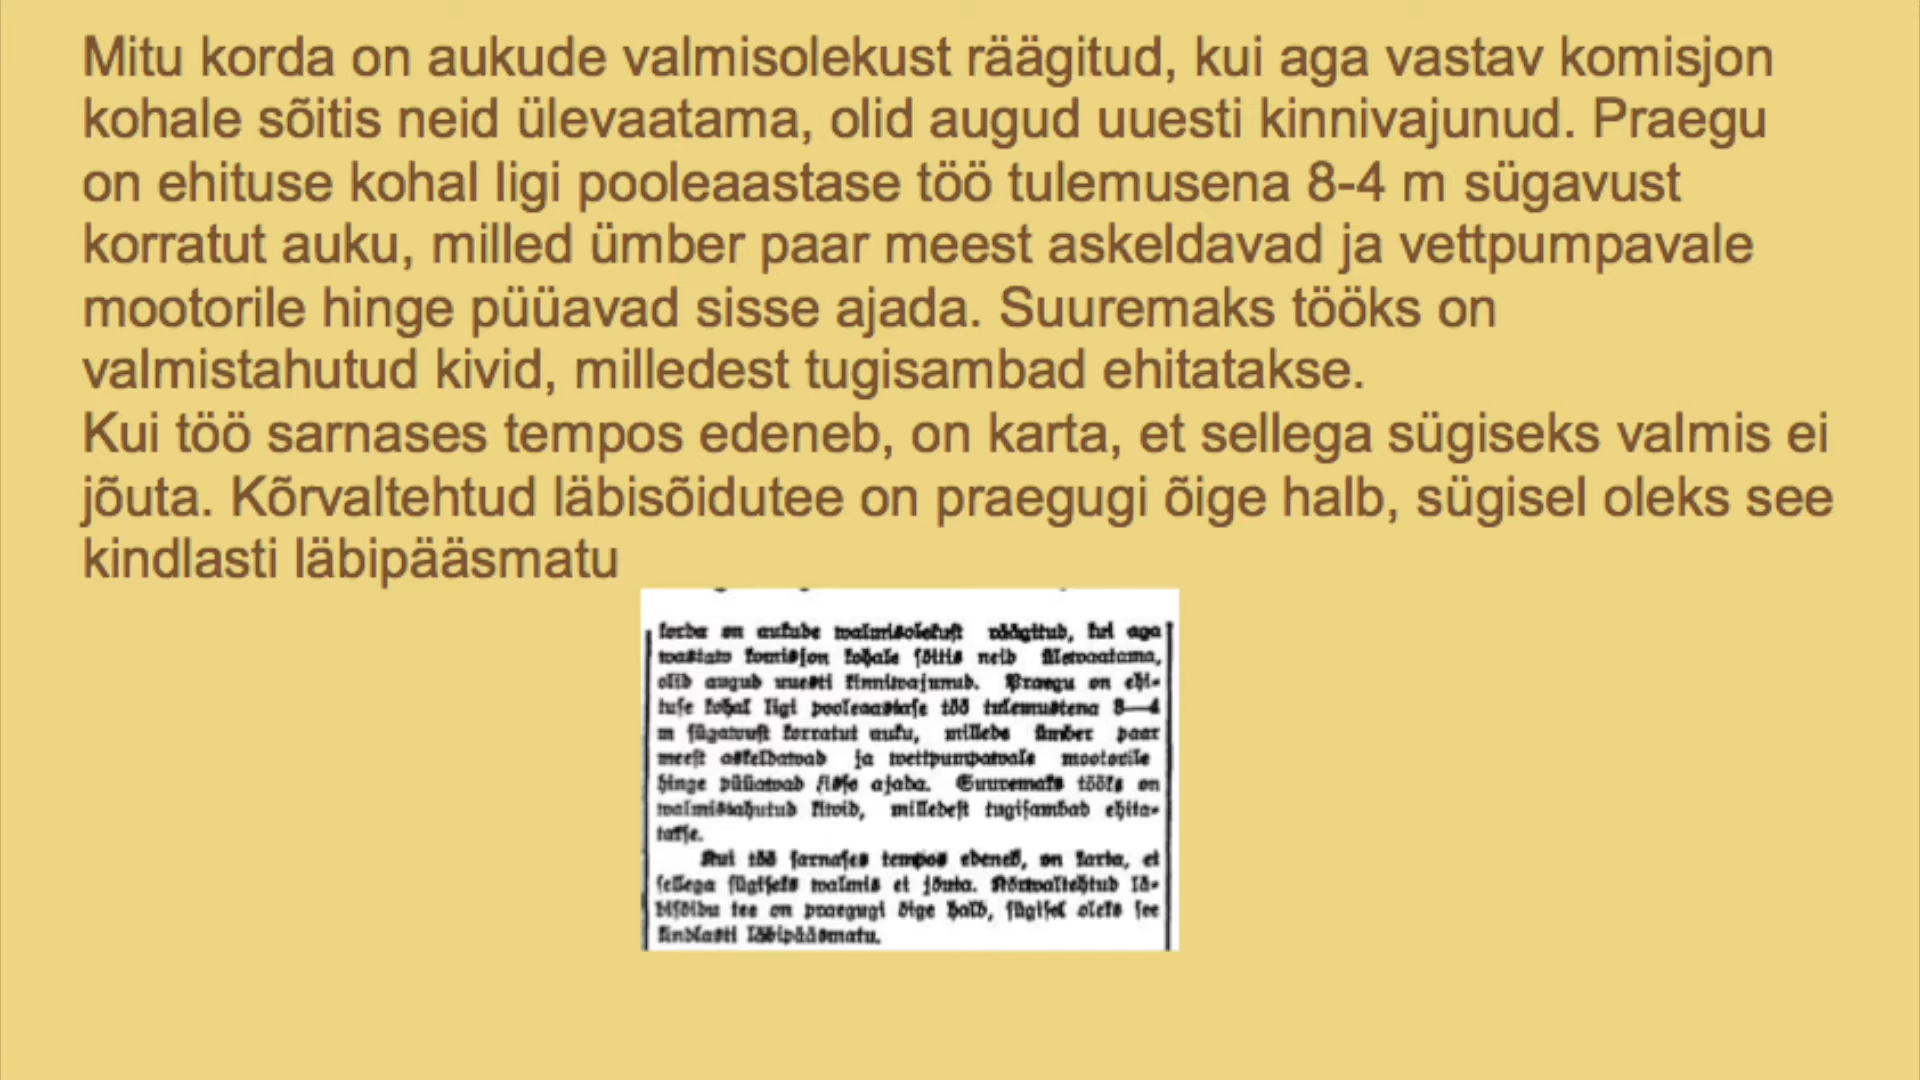 Mitu korda on aukude valmisolekust räägitud, kui aga vastav komisjon
kohale sõitis neid ülevaatama, olid augud uuesti kinnivajunud. Praegu
on ehituse kohal ligi pooleaastase töö tulemusena 8-4 m sügavust
korratut auku, milled ümber paar meest askeldavad ja vettpumpavale
mootorile hinge püüavad sisse ajada. Suuremaks tööks on
valmistahutud kivid, milledest tugisambad ehitatakse.
Kui töö sarnases tempos edeneb, on karta, et sellega sügiseks valmis ei
jõuta. Kõrvaltehtud läbisõidutee on praegugi õige halb, sügisel oleks see
kindlasti läbipääsmatu
korda on aukude walmisolekust räägitud, kui aga
wastaw komisjon kohale sõitis neid ülewaatama,
olid augud uuesti kinniwajunud. Praegu on ehi-
tuse kohal ligi pooleaastase töö tulemustena 8—4
m sügawust korratut auku, milleds ümber paar
meest askeldawad ja wettpumpawale mootorile
hinge püüawad sisse ajada. Suuremaks tööks on
walmistahutud kiwid, milledest tugisambad ehita-
takse.
Kui töö sarnases tempos edeneb, on karta, et
sellega sügiseks walmis ei jõuta. Kõrwaltehtud lä-
bisõidu tee on praegugi õige halb, sügisel oleks see
kindlasti läbipääsmatu.